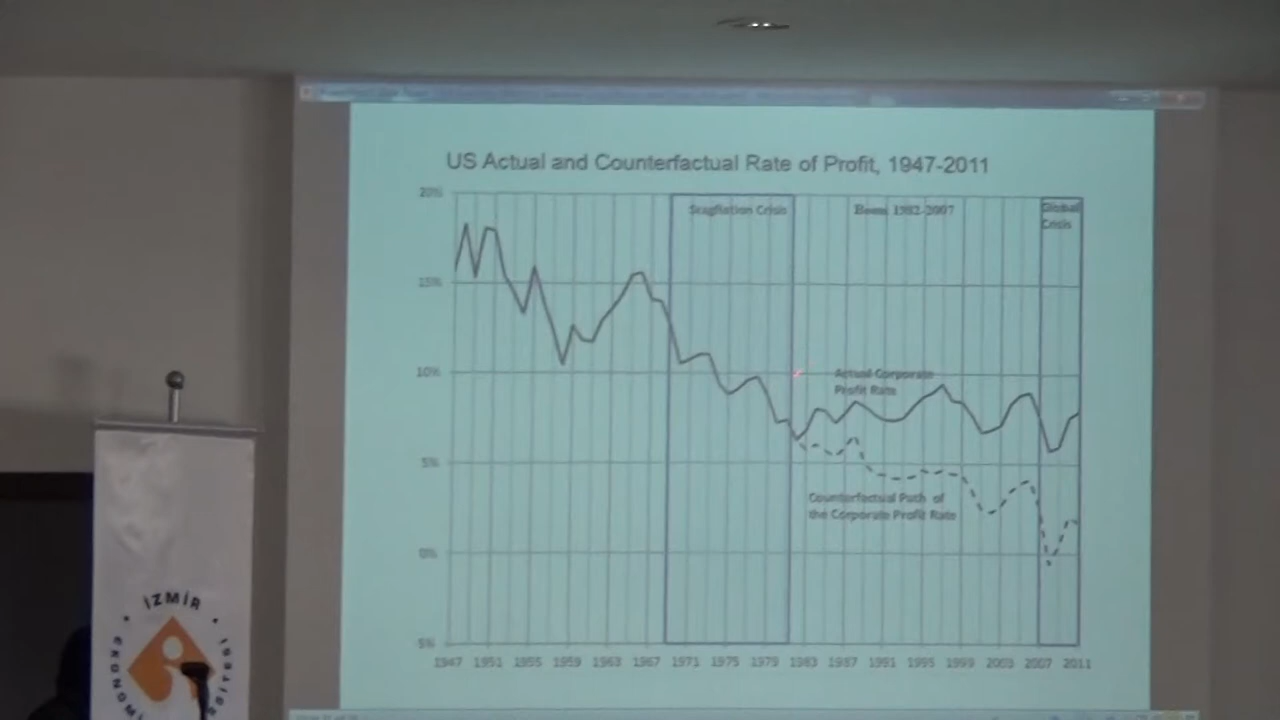 US Actual and Counterfactual Rate of Profit, 1947-2011
20%
15%
10%
5%
0%
-5%
Stagflation Crisis
Boom 1982-2007
Global
Crisis
Actual Corporate
Profit Rate
Counterfactual Path of
the Corporate Profit Rate
1947 1951 1955 1959 1963 1967 1971 1975 1979 1983 1987 1991 1995 1999 2003 2007 2011
İZMİR
EKONOMİ